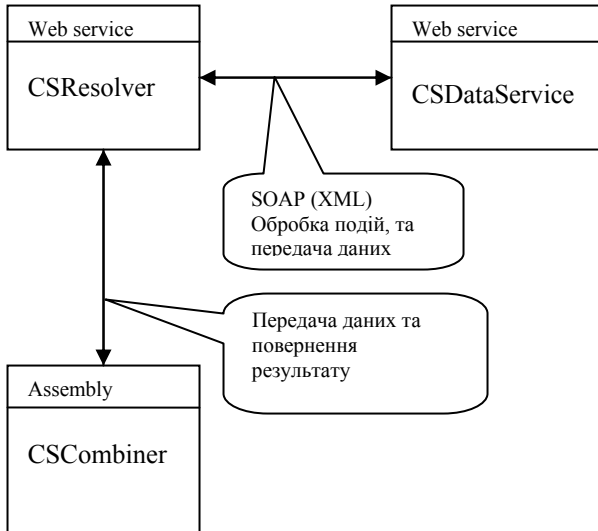 Web service
CSResolver
Web service
CSDataService
SOAP (XML)
Обробка подій, та
передача даних
Передача даних та
повернення
результату
Assembly
CSCombiner